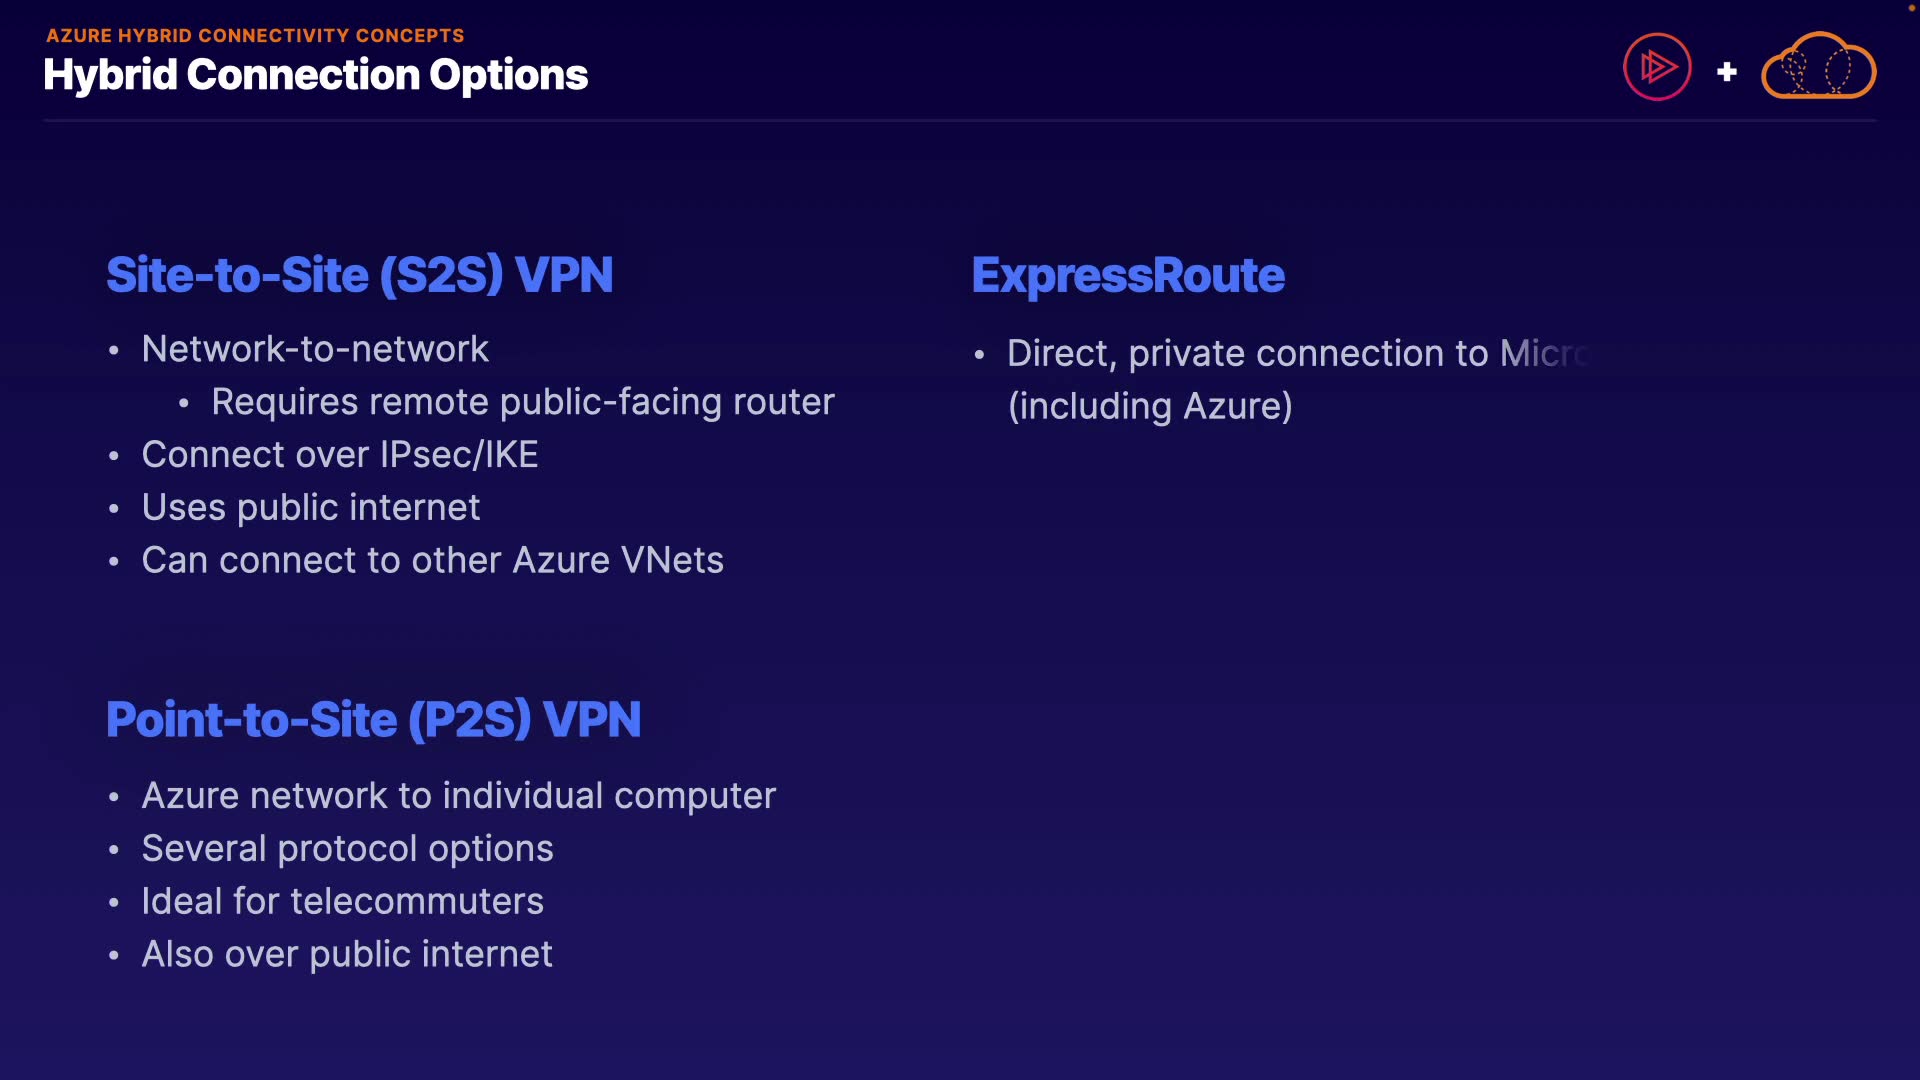 AZURE HYBRID CONNECTIVITY CONCEPTS
Hybrid Connection Options
+
Site-to-Site (S2S) VPN
• Network-to-network
• Requires remote public-facing router
• Connect over IPsec/IKE
• Uses public internet
• Can connect to other Azure VNets
Point-to-Site (P2S) VPN
• Azure network to individual computer
• Several protocol options
• Ideal for telecommuters
• Also over public internet
ExpressRoute
• Direct, private connection to Micro
(including Azure)